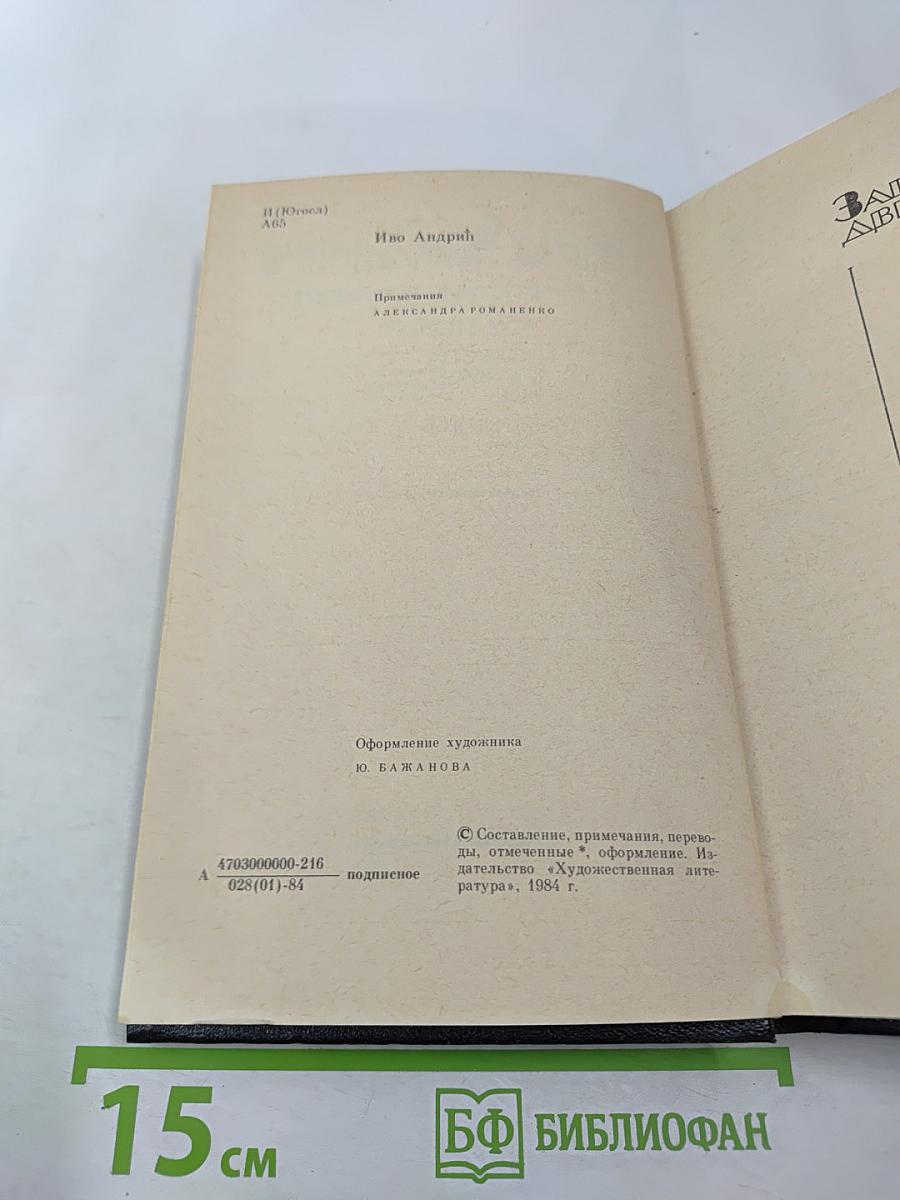 И(Югосл)
А65
Иво Андрић
Примечания
АЛЕКСАНДРА РОМАНЕНКО
Оформление художника
Ю. БАЖАНОВА
А 4703000000-216
028(01)-84
подписное
© Составление, примечания, перево-
ды, отмеченные *, оформление. Из-
дательство «Художественная лите-
ратура», 1984 г.
15 см
БФ БИБЛИОФАН